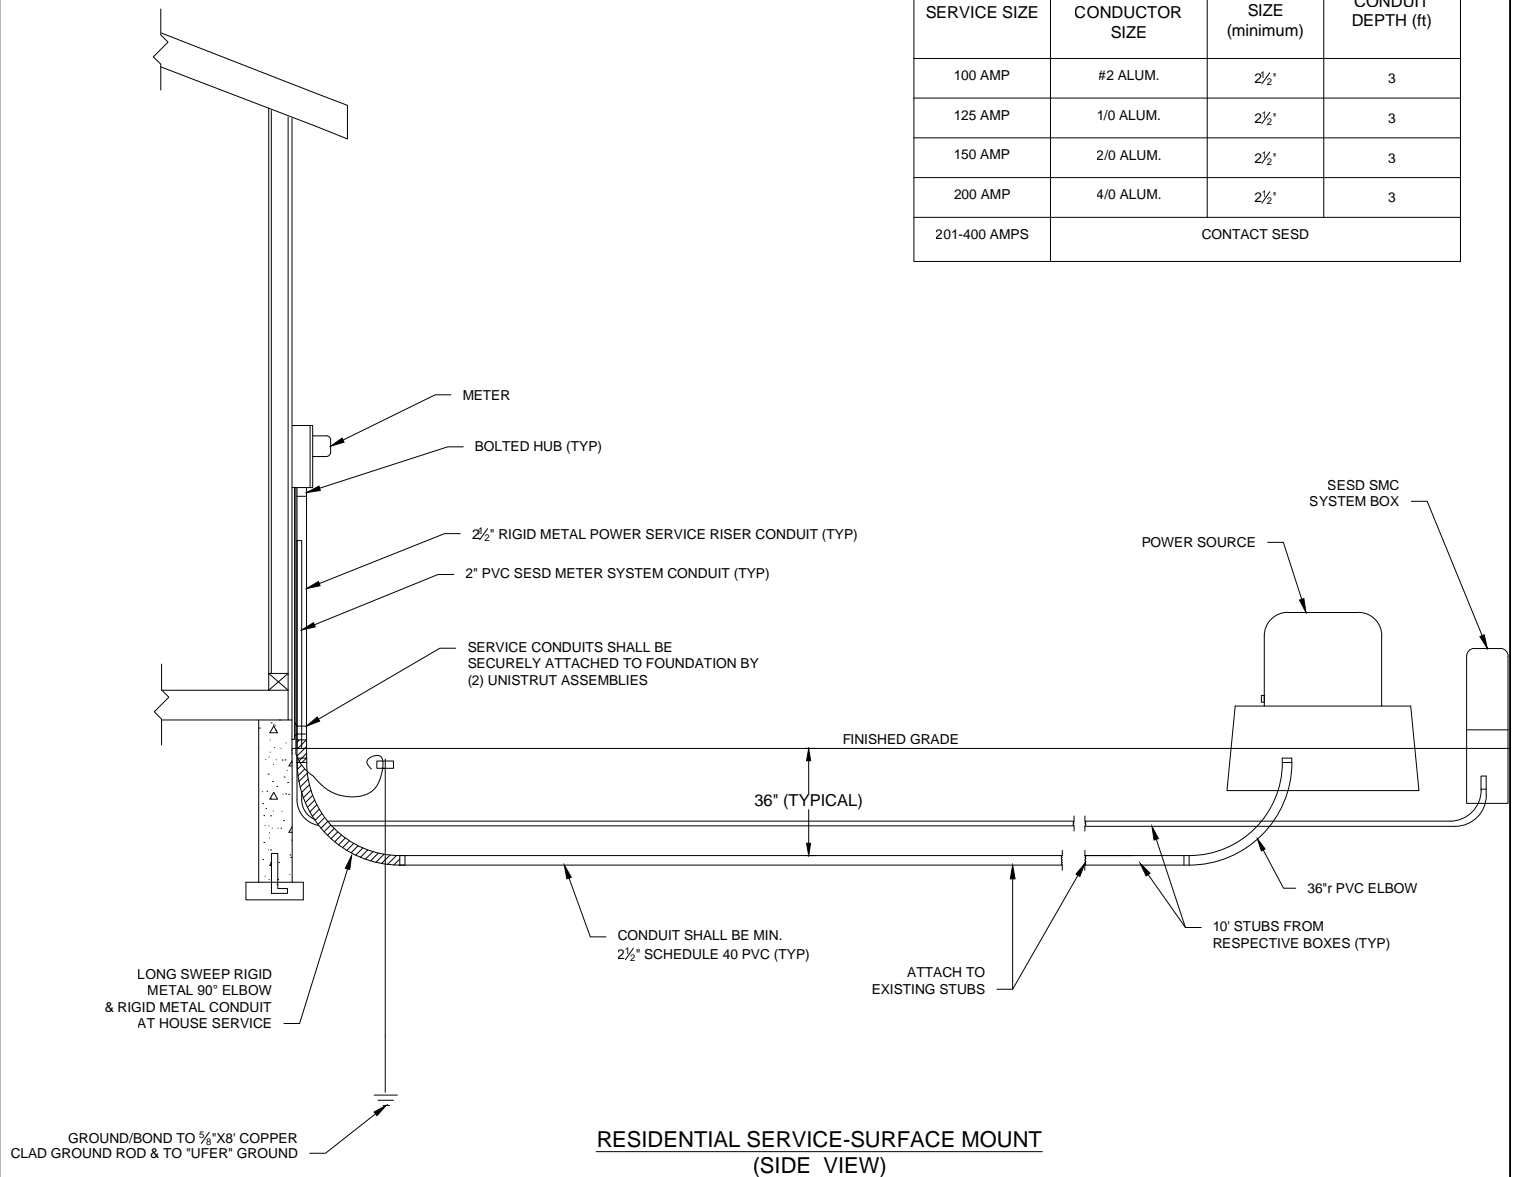 SERVICE SIZE
CONDUCTOR
SIZE
SIZE
(minimum)
CONDUIT
DEPTH (ft)
100 AMP #2 ALUM. 2½" 3
125 AMP 1/0 ALUM. 2½" 3
150 AMP 2/0 ALUM. 2½" 3
200 AMP 4/0 ALUM. 2½" 3
201-400 AMPS CONTACT SESD
METER
BOLTED HUB (TYP)
2½" RIGID METAL POWER SERVICE RISER CONDUIT (TYP)
2" PVC SESD METER SYSTEM CONDUIT (TYP)
SERVICE CONDUITS SHALL BE
SECURELY ATTACHED TO FOUNDATION BY
(2) UNISTRUT ASSEMBLIES
SESD SMC
SYSTEM BOX
POWER SOURCE
FINISHED GRADE
36" (TYPICAL)
36"r PVC ELBOW
10' STUBS FROM
RESPECTIVE BOXES (TYP)
CONDUIT SHALL BE MIN.
2½" SCHEDULE 40 PVC (TYP)
ATTACH TO
EXISTING STUBS
LONG SWEEP RIGID
METAL 90° ELBOW
& RIGID METAL CONDUIT
AT HOUSE SERVICE
GROUND/BOND TO ⅝"X8' COPPER
CLAD GROUND ROD & TO "UFER" GROUND
RESIDENTIAL SERVICE-SURFACE MOUNT
(SIDE VIEW)